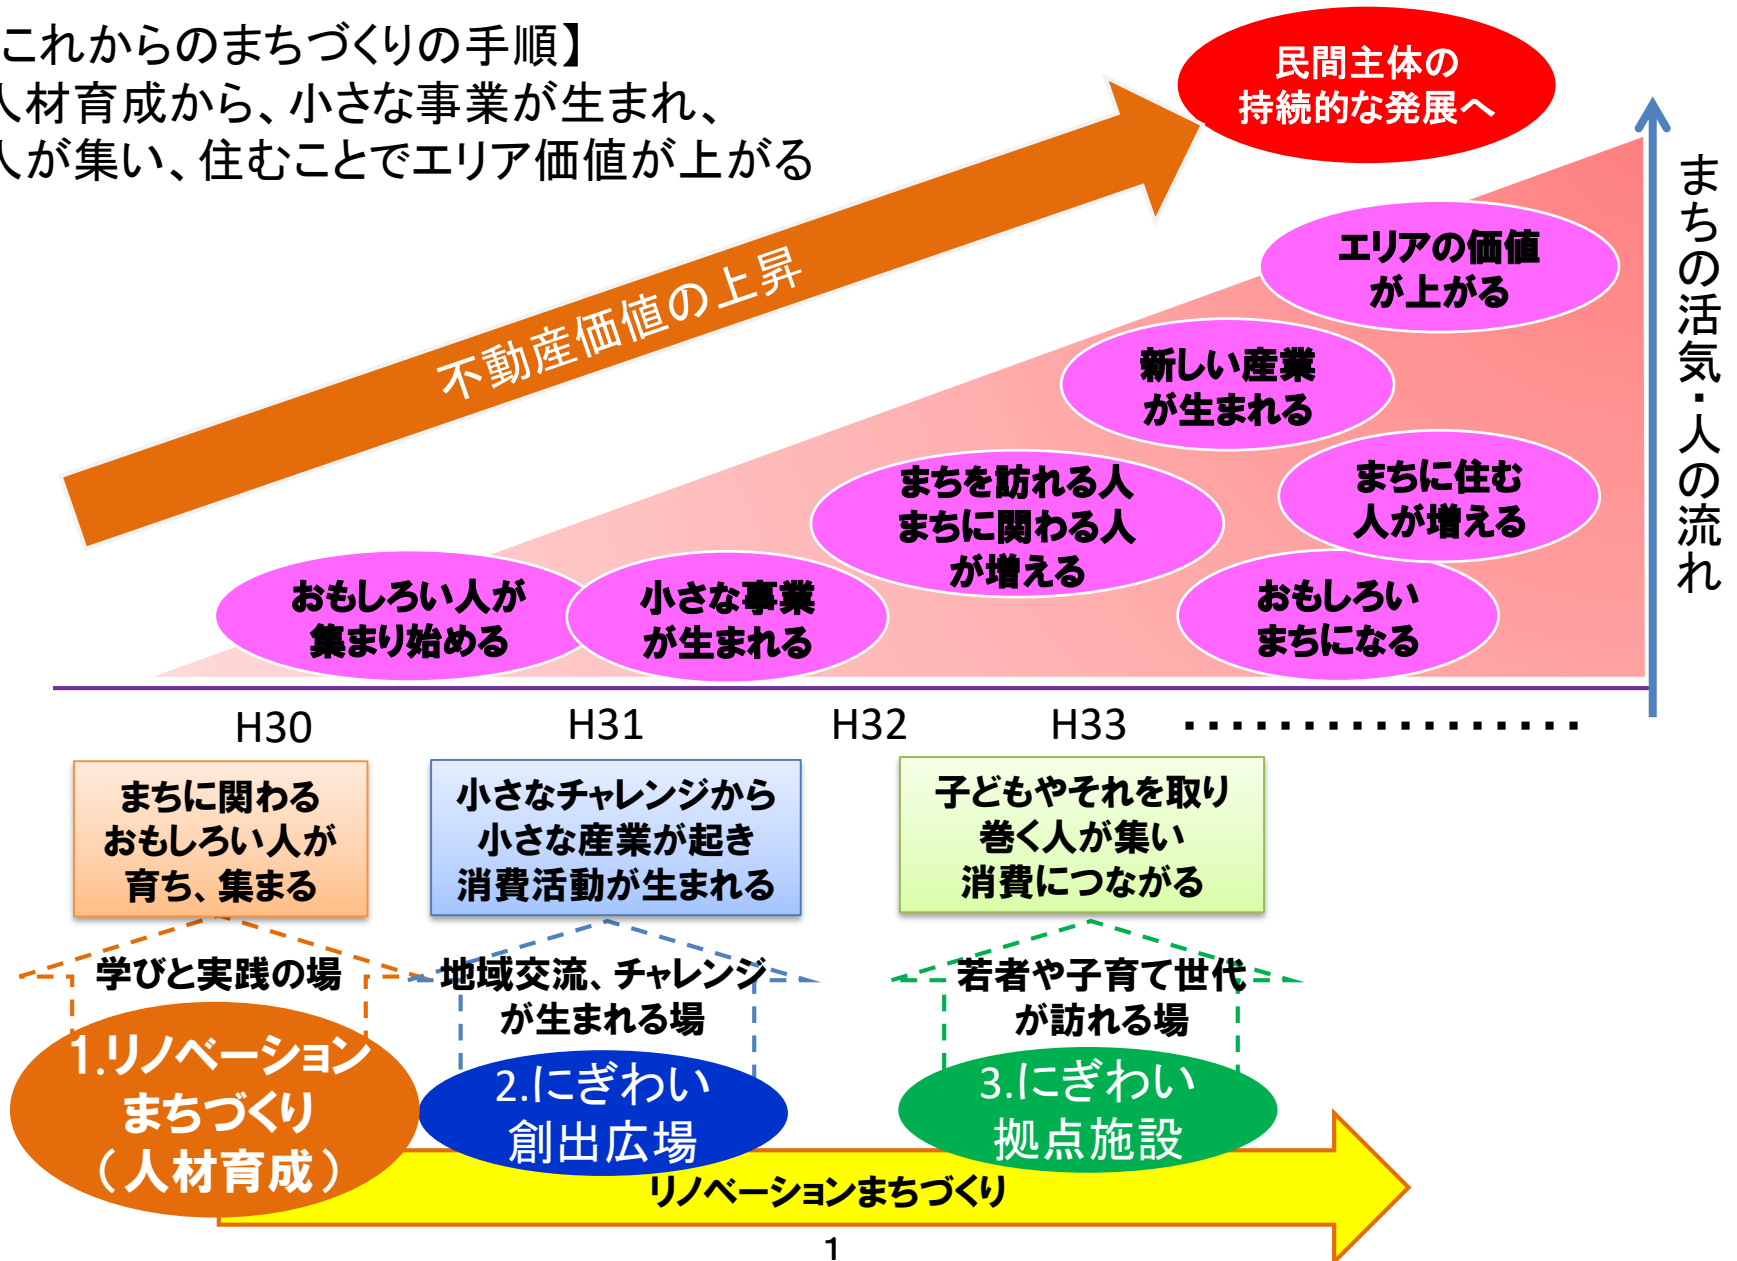 これからのまちづくりの手順】
人材育成から、小さな事業が生まれ、
人が集い、住むことでエリア価値が上がる
民間主体の
持続的な発展へ
不動産価値の上昇
まちの活気・人の流れ
エリアの価値
が上がる
新しい産業
が生まれる
まちを訪れる人
まちに関わる人
が増える
まちに住む
人が増える
おもしろい人が
集まり始める
小さな事業
が生まれる
おもしろい
まちになる
H30 H31 H32 H33 ・・・・・・・・・・・・・・・・・
まちに関わる
おもしろい人が
育ち、集まる
小さなチャレンジから
小さな産業が起き
消費活動が生まれる
子どもやそれを取り
巻く人が集い
消費につながる
学びと実践の場
地域交流、チャレンジ
が生まれる場
若者や子育て世代
が訪れる場
1.リノベーション
まちづくり
（人材育成）
2.にぎわい
創出広場
3.にぎわい
拠点施設
リノベーションまちづくり
1